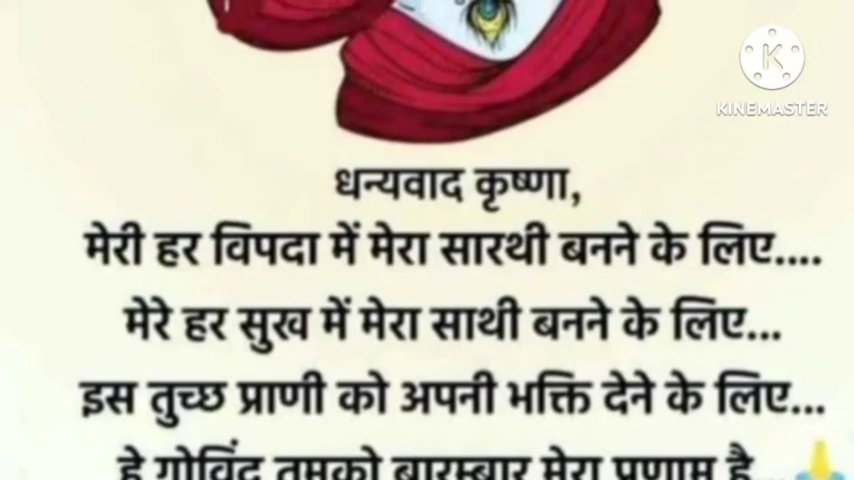 KINEMASTER
धन्यवाद कृष्णा,
मेरी हर विपदा में मेरा सारथी बनने के लिए....
मेरे हर सुख में मेरा साथी बनने के लिए...
इस तुच्छ प्राणी को अपनी भक्ति देने के लिए...
हे गोविंद तुमको बारम्बार मेरा प्रणाम है...🙏